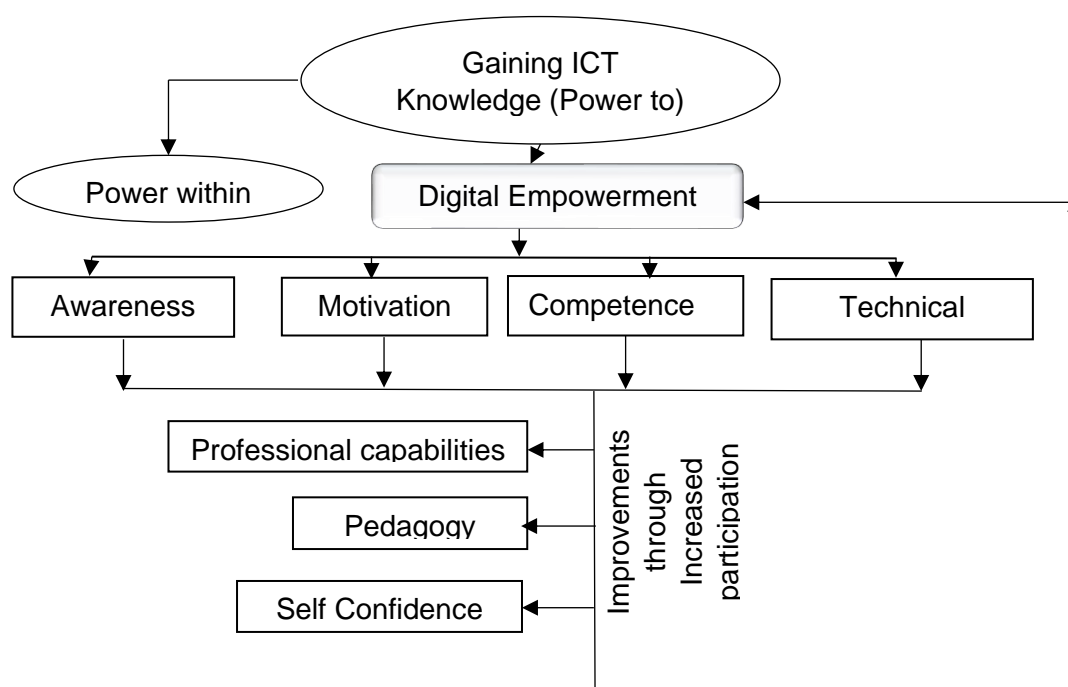 Gaining ICT
Knowledge (Power to)
Power within
Digital Empowerment
Awareness
Motivation
Competence
Technical
Professional capabilities
Pedagogy
Self Confidence
Improvements
through
Increased
participation